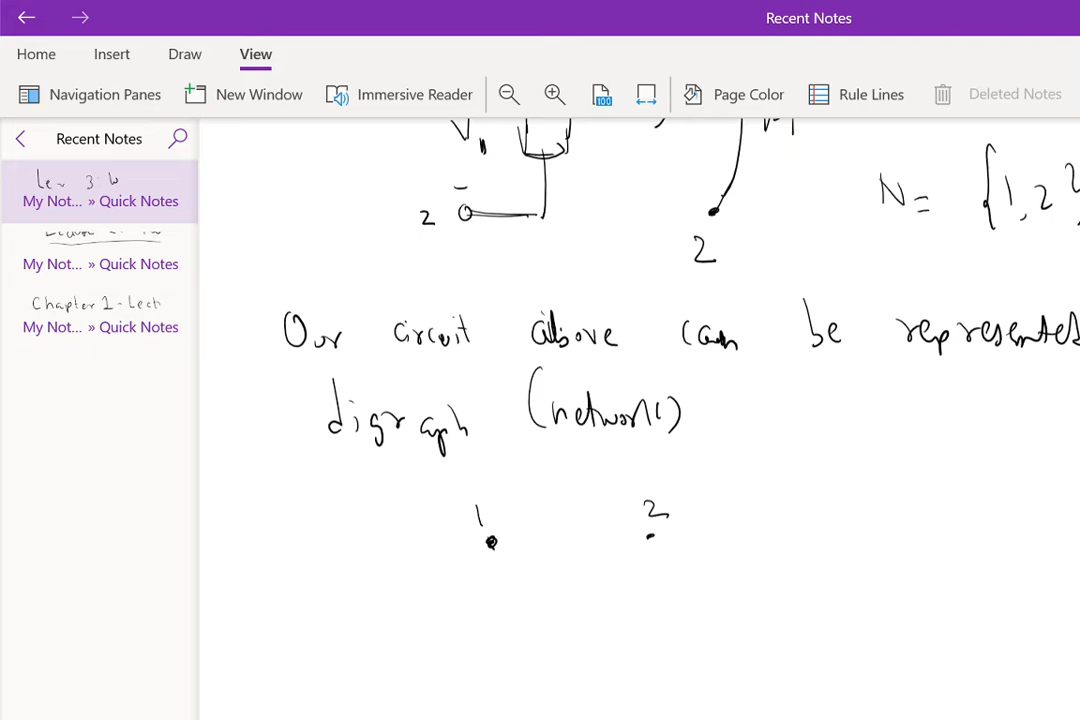 Recent Notes
Home Insert Draw View
Navigation Panes New Window Immersive Reader 100 Page Color Rule Lines Deleted Notes
Recent Notes
My Not... » Quick Notes
My Not... » Quick Notes
Chapter 1 - Lect
My Not... » Quick Notes
N = {1, 2
2
2
Our circuit above can be represented
digraph (network)
1 2